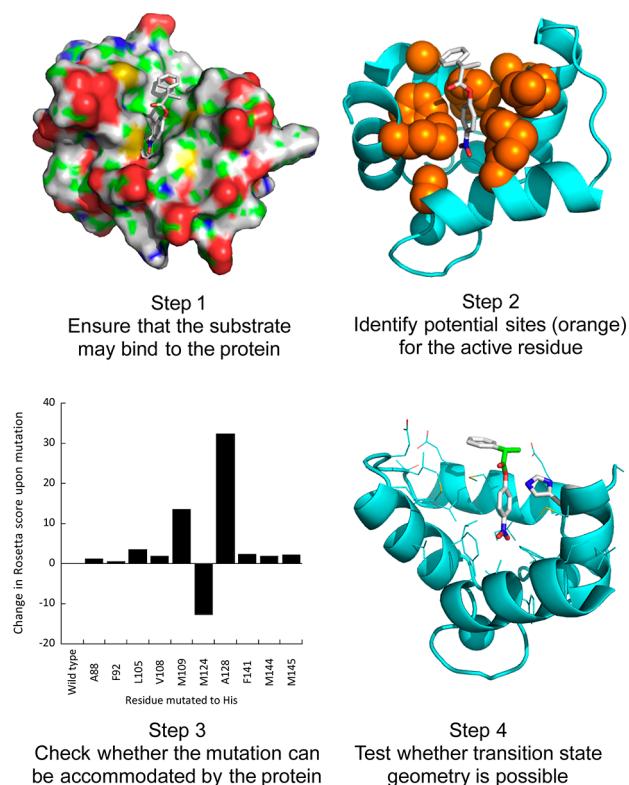 Step 1
Ensure that the substrate
may bind to the protein
Step 2
Identify potential sites (orange)
for the active residue
Change in Rosetta score upon mutation
40
30
20
10
0
-10
-20
Wild type
A88
F92
L105
V108
M109
M124
A128
F141
M144
M145
Residue mutated to His
Step 3
Check whether the mutation can
be accommodated by the protein
Step 4
Test whether transition state
geometry is possible